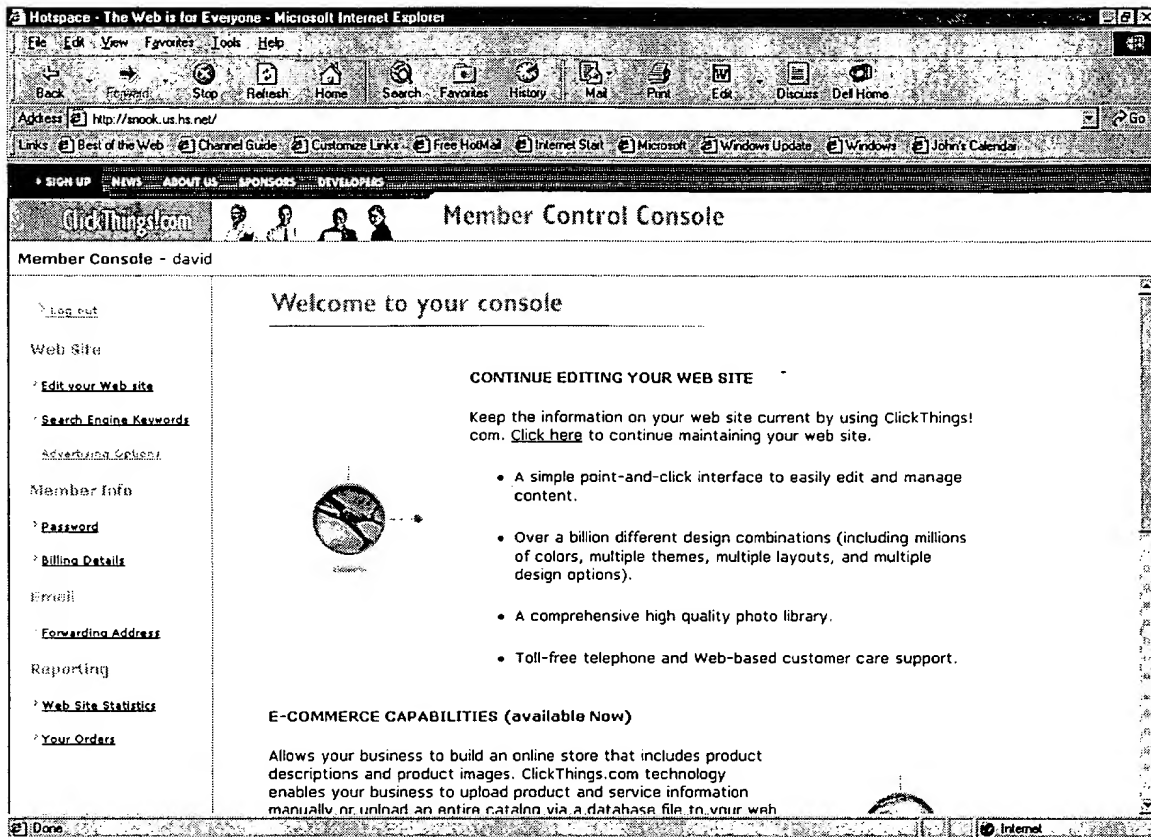 Hotspace - The Web is for Everyone - Microsoft Internet Explorer
File Edit View Favorites Tools Help
Back Forward Stop Refresh Home Search Favorites History Mail Print Edit Discuss Dell Home
Address http://snook.us.hs.net/ Go
Links Best of the Web Channel Guide Customize Links Free HotMail Internet Start Microsoft Windows Update Windows John's Calendar
SIGN UP NEWS ABOUT US SPONSORS DEVELOPERS
ClickThings!com Member Control Console
Member Console - david
Log out
Web Site
Edit your Web site
Search Engine Keywords
Advertising Options
Member Info
Password
Billing Details
Email
Forwarding Address
Reporting
Web Site Statistics
Your Orders
Welcome to your console
CONTINUE EDITING YOUR WEB SITE
Keep the information on your web site current by using ClickThings!
com. Click here to continue maintaining your web site.
• A simple point-and-click interface to easily edit and manage
content.
• Over a billion different design combinations (including millions
of colors, multiple themes, multiple layouts, and multiple
design options).
• A comprehensive high quality photo library.
• Toll-free telephone and Web-based customer care support.
E-COMMERCE CAPABILITIES (available Now)
Allows your business to build an online store that includes product
descriptions and product images. ClickThings.com technology
enables your business to upload product and service information
manually or upload an entire catalog via a database file to your web
Done Internet